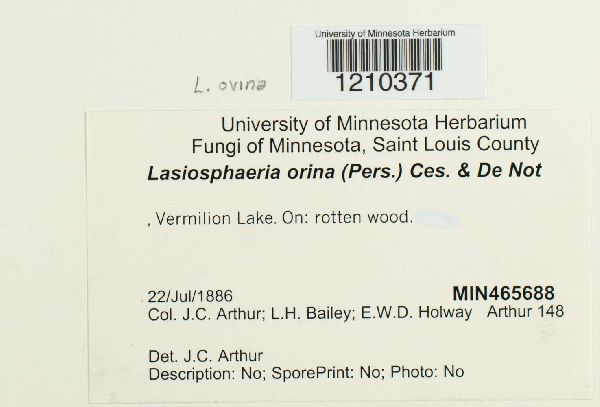 University of Minnesota Herbarium
1210371
L. ovina
University of Minnesota Herbarium
Fungi of Minnesota, Saint Louis County
Lasiosphaeria orina (Pers.) Ces. & De Not
, Vermilion Lake. On: rotten wood.
22/Jul/1886 MIN465688
Col. J.C. Arthur; L.H. Bailey; E.W.D. Holway Arthur 148
Det. J.C. Arthur
Description: No; SporePrint: No; Photo: No